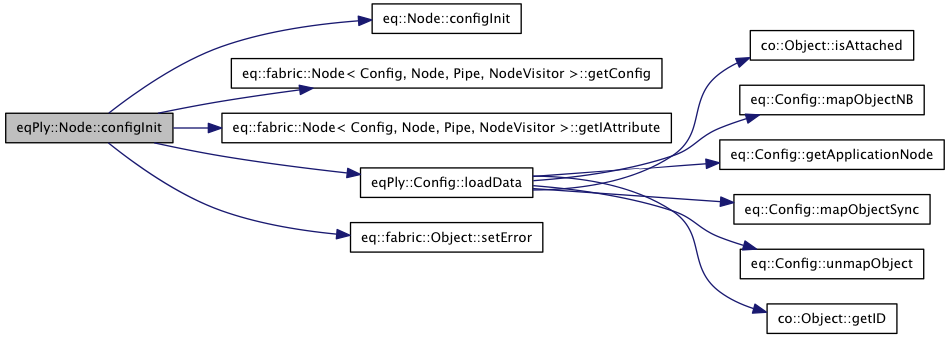 eq::Node::configInit
co::Object::isAttached
eq::fabric::Node< Config, Node, Pipe, NodeVisitor >::getConfig
eq::Config::mapObjectNB
eqPly::Node::configInit
eq::fabric::Node< Config, Node, Pipe, NodeVisitor >::getIAttribute
eq::Config::getApplicationNode
eqPly::Config::loadData
eq::Config::mapObjectSync
eq::fabric::Object::setError
eq::Config::unmapObject
co::Object::getID